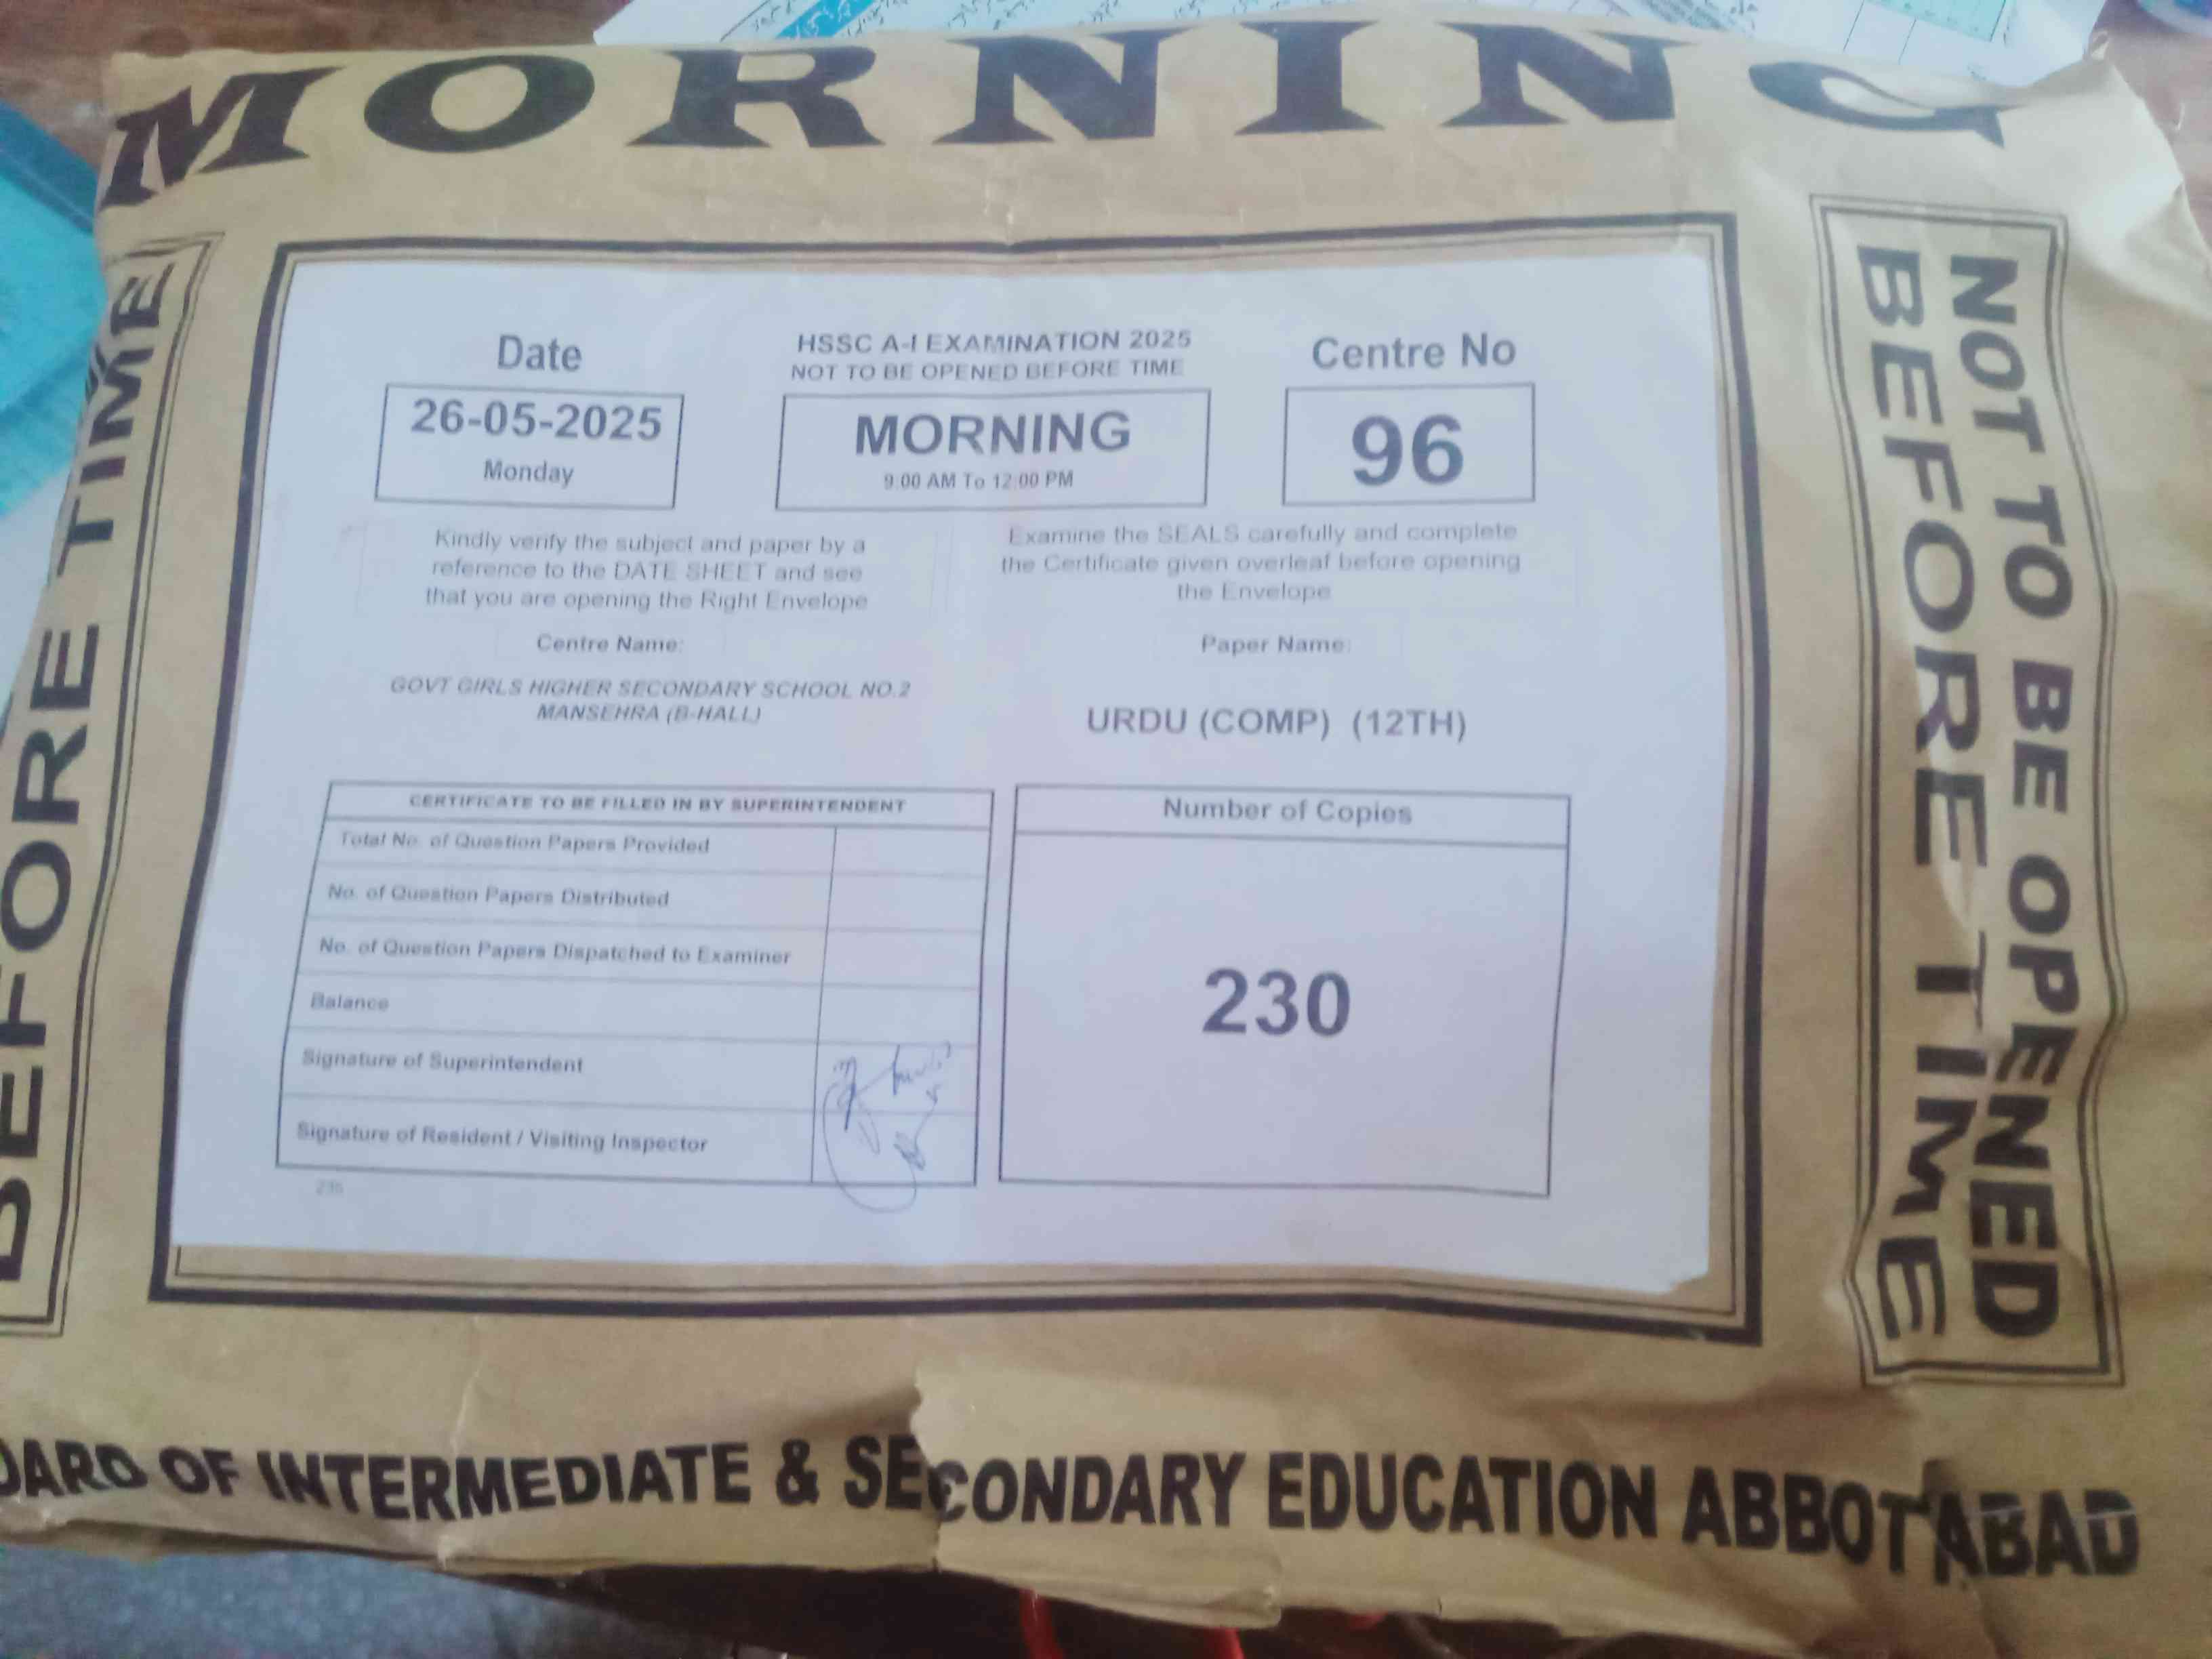 MORNING
BEFORE TIME
NOT TO BE OPENED
BEFORE TIME
Date
26-05-2025
Monday
HSSC A-I EXAMINATION 2025
NOT TO BE OPENED BEFORE TIME
MORNING
9:00 AM To 12:00 PM
Centre No
96
Kindly verify the subject and paper by a
reference to the DATE SHEET and see
that you are opening the Right Envelope
Examine the SEALS carefully and complete
the Certificate given overleaf before opening
the Envelope
Centre Name:
GOVT GIRLS HIGHER SECONDARY SCHOOL NO.2
MANSEHRA (B-HALL)
Paper Name:
URDU (COMP) (12TH)
CERTIFICATE TO BE FILLED IN BY SUPERINTENDENT
Total No. of Question Papers Provided
No. of Question Papers Distributed
No. of Question Papers Dispatched to Examiner
Balance
Signature of Superintendent
Signature of Resident / Visiting Inspector
Number of Copies
230
OARD OF INTERMEDIATE & SECONDARY EDUCATION ABBOTABAD